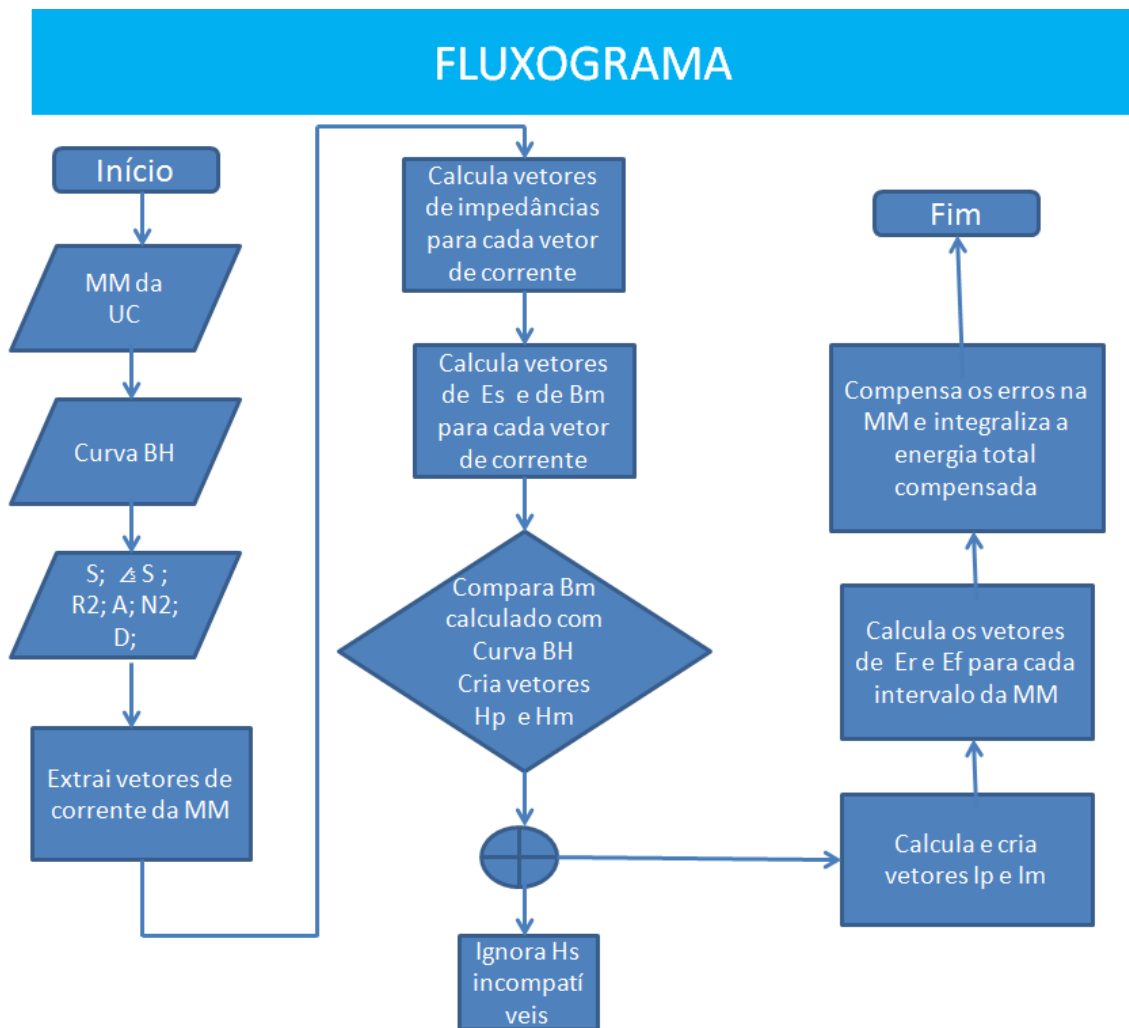 FLUXOGRAMA
Início
MM da
UC
Curva BH
S; ⦞ S ;
R2; A; N2;
D;
Extrai vetores de
corrente da MM
Calcula vetores
de impedâncias
para cada vetor
de corrente
Calcula vetores
de Es e de Bm
para cada vetor
de corrente
Compara Bm
calculado com
Curva BH
Cria vetores
Hp e Hm
Ignora Hs
incompatí
veis
Calcula e cria
vetores Ip e Im
Calcula os vetores
de Er e Ef para cada
intervalo da MM
Compensa os erros na
MM e integraliza a
energia total
compensada
Fim